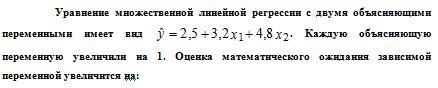 Уравнение множественной линейной регрессии с двумя объясняющими
переменными имеет вид ŷ = 2,5 + 3,2x₁ + 4,8x₂. Каждую объясняющую
переменную увеличили на 1. Оценка математического ожидания зависимой
переменной увеличится на: